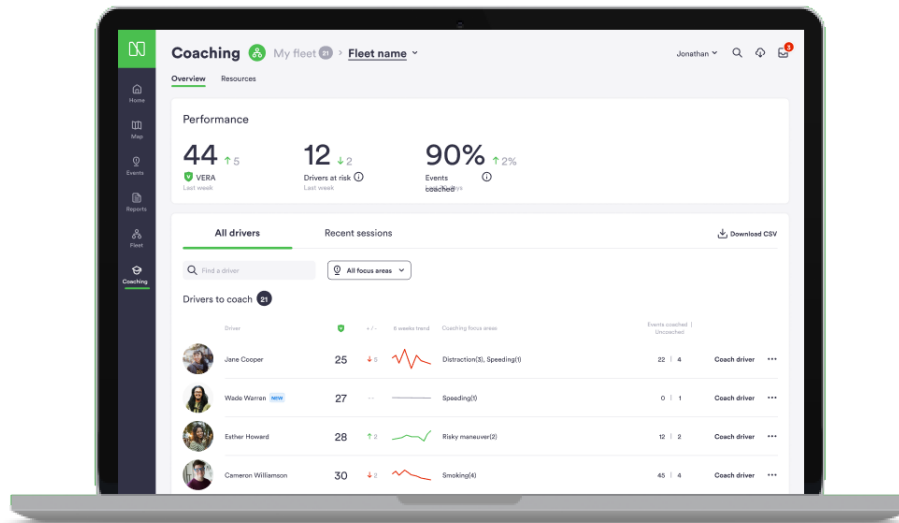 Coaching My fleet 21 > Fleet name
Jonathan
3
Overview Resources
Home
Map
Events
Reports
Fleet
Coaching
Performance
44 ↑ 5
VERA
Last week
12 ↓ 2
Drivers at risk
Last week
90% ↑ 2%
Events
coached
All drivers Recent sessions Download CSV
Find a driver All focus areas
Drivers to coach 21
Driver + / - 8 weeks trend Coaching focus areas Events coached |
Uncoached
Jane Cooper 25 ↓ 5 Distraction(3), Speeding(1) 22 | 4 Coach driver
Wade Warren NEW 27 -- Speeding(1) 0 | 1 Coach driver
Esther Howard 28 ↑ 2 Risky maneuver(2) 12 | 2 Coach driver
Cameron Williamson 30 ↓ 2 Smoking(4) 45 | 4 Coach driver